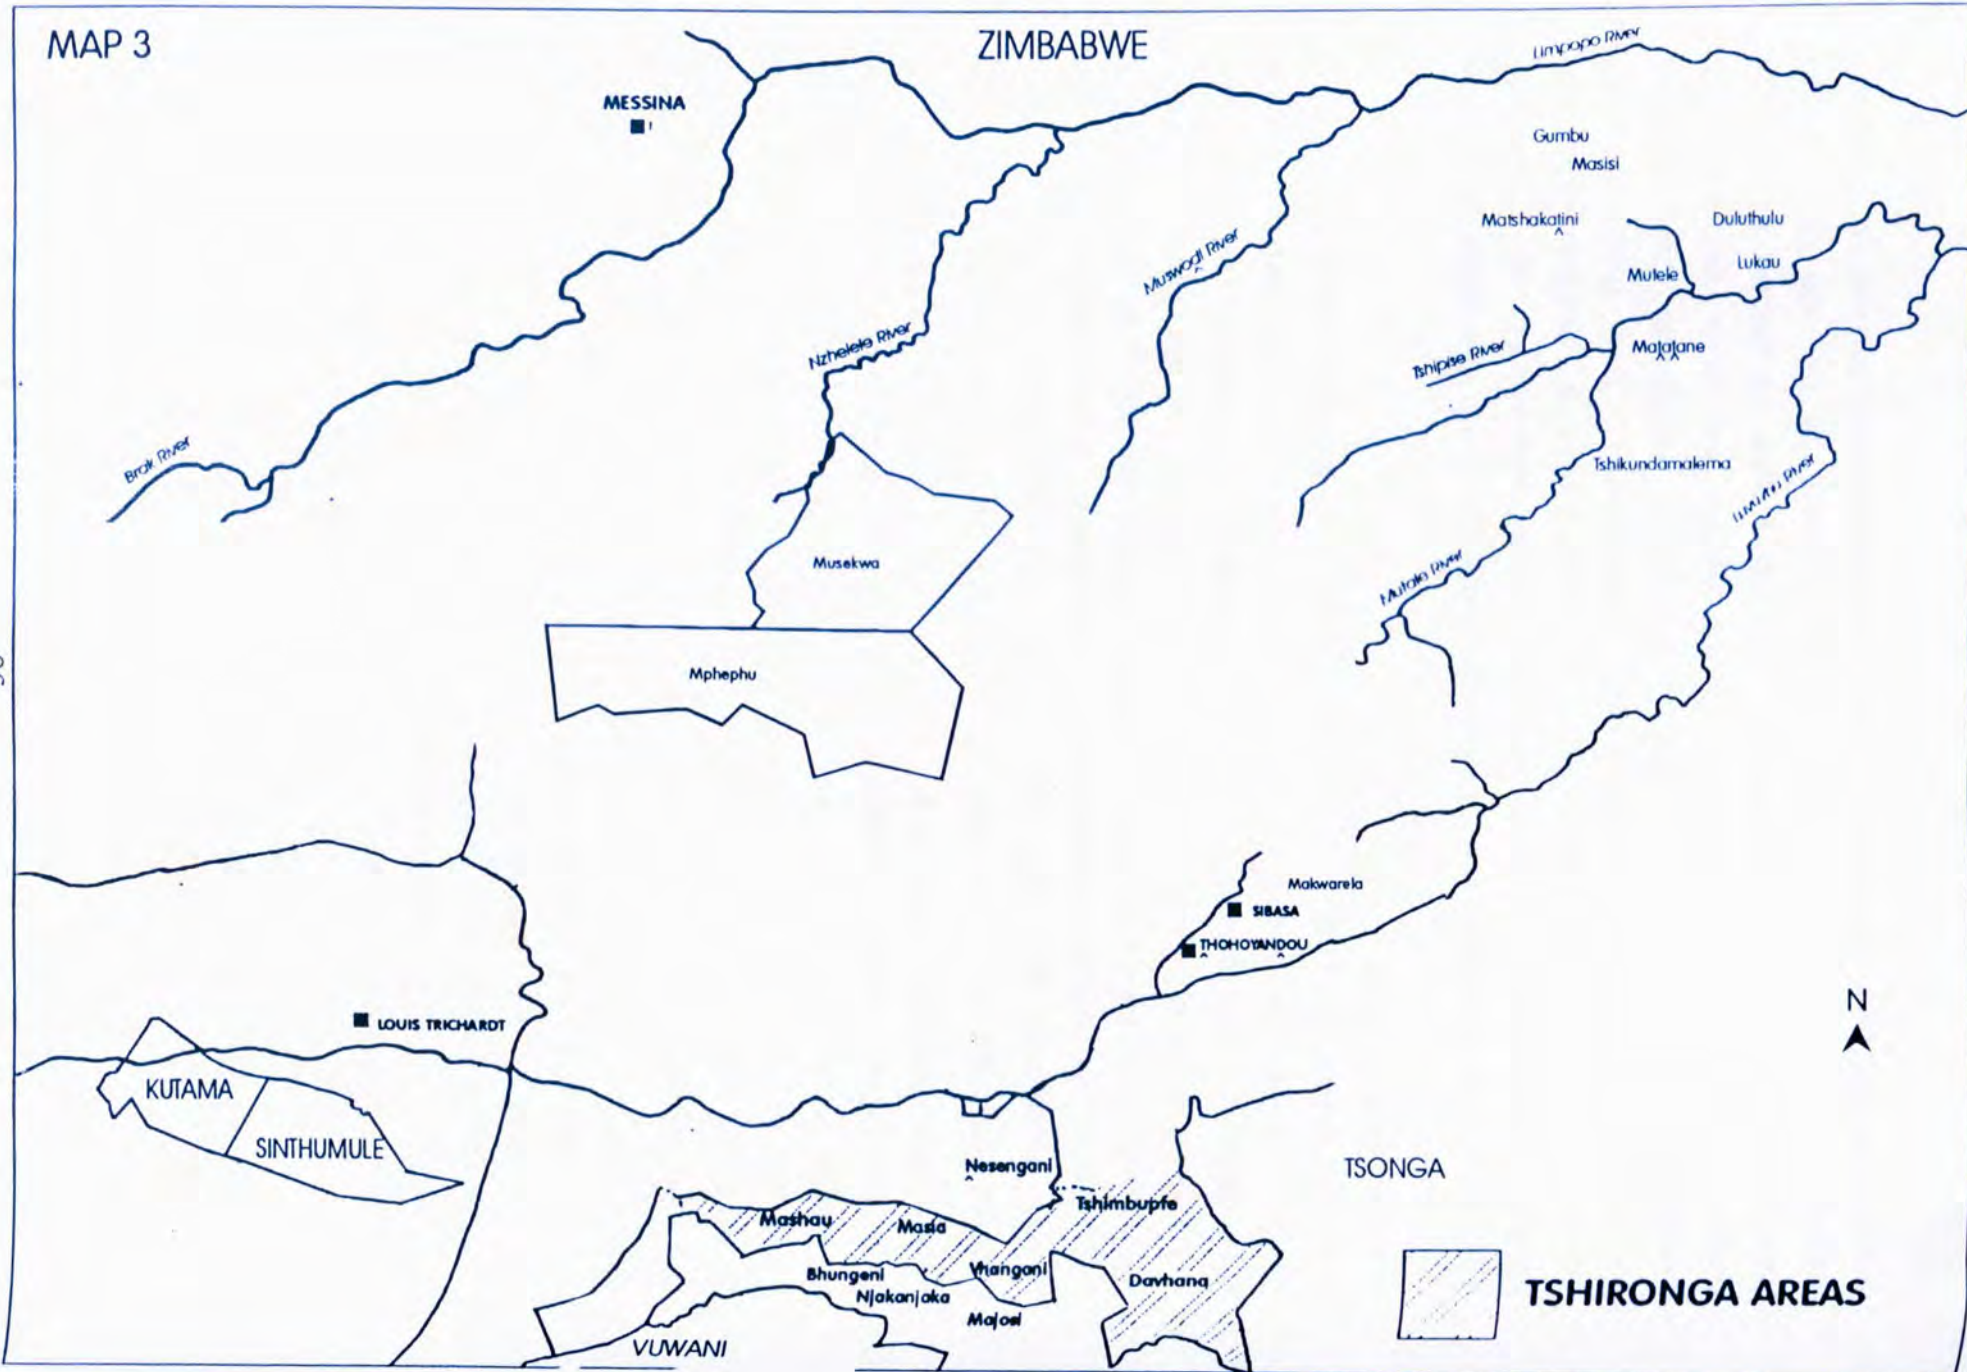 MAP 3
ZIMBABWE
Limpopo River
MESSINA
Gumbu
Masisi
Matshakatini
Duluthulu
Muswodi River
Lukau
Mutele
Nzhelele River
Tshipise River
Matatane
Brak River
Tshikundamalema
River
Musekwa
Mutale River
Mphephu
Makwarela
SIBASA
THOHOYANDOU
N
LOUIS TRICHARDT
KUTAMA
SINTHUMULE
Nesengani
TSONGA
Tshimbupfe
Mashau
Masia
Bhungeni
Vhangani
Davhana
Njakanjaka
Majosi
TSHIRONGA AREAS
VUWANI